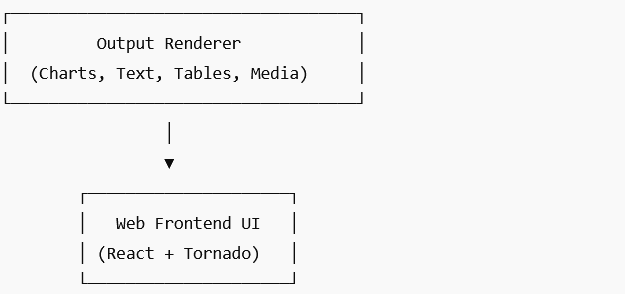 Output Renderer
(Charts, Text, Tables, Media)
Web Frontend UI
(React + Tornado)